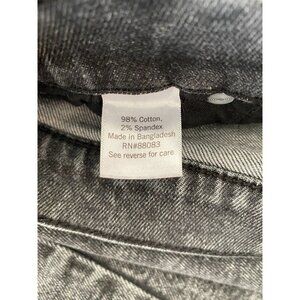 98% Cotton,
2% Spandex
Made in Bangladesh
RN#88083
See reverse for care